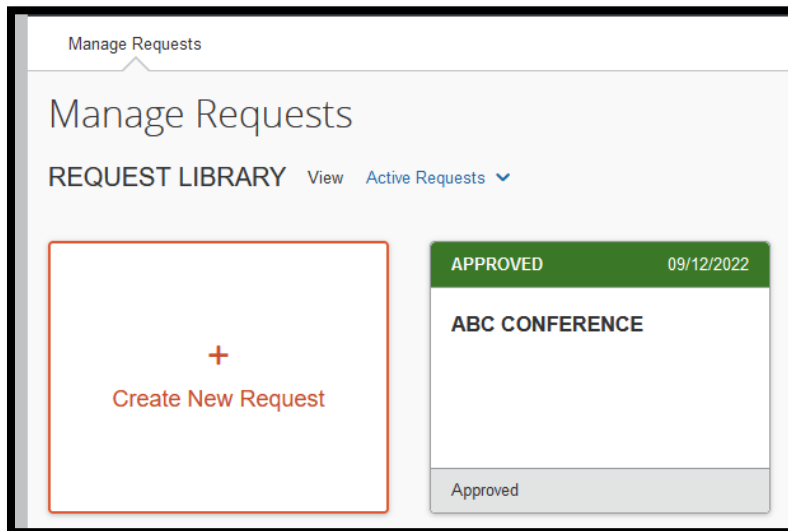 Manage Requests
Manage Requests
REQUEST LIBRARY View Active Requests
+
Create New Request
APPROVED 09/12/2022
ABC CONFERENCE
Approved